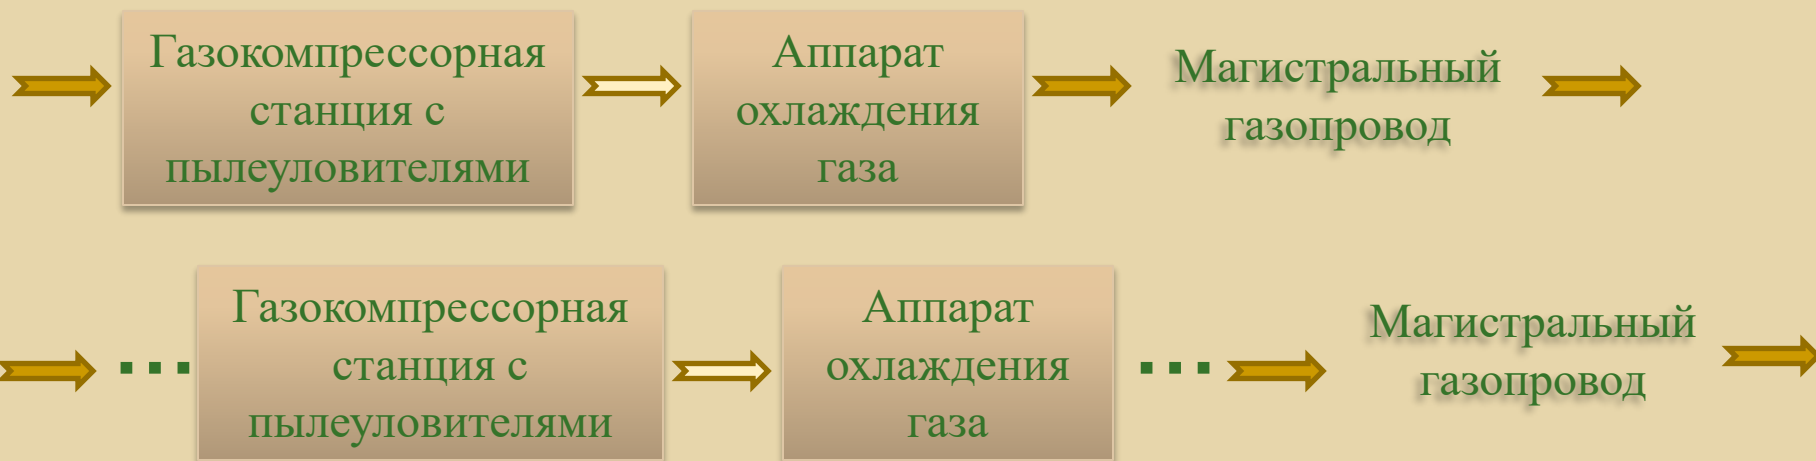 Газокомпрессорная
станция с
пылеуловителями
Аппарат
охлаждения
газа
Магистральный
газопровод
...
Газокомпрессорная
станция с
пылеуловителями
Аппарат
охлаждения
газа
...
Магистральный
газопровод